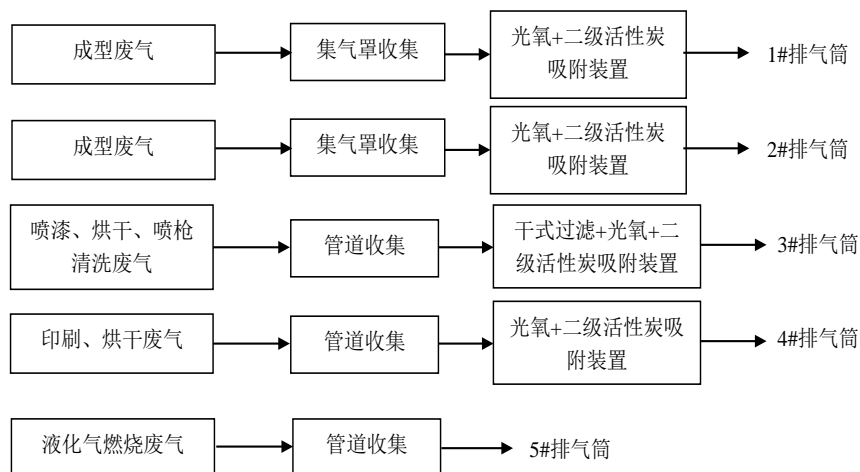 成型废气
集气罩收集
光氧+二级活性炭
吸附装置
1#排气筒
成型废气
集气罩收集
光氧+二级活性炭
吸附装置
2#排气筒
喷漆、烘干、喷枪
清洗废气
管道收集
干式过滤+光氧+二
级活性炭吸附装置
3#排气筒
印刷、烘干废气
管道收集
光氧+二级活性炭吸
附装置
4#排气筒
液化气燃烧废气
管道收集
5#排气筒